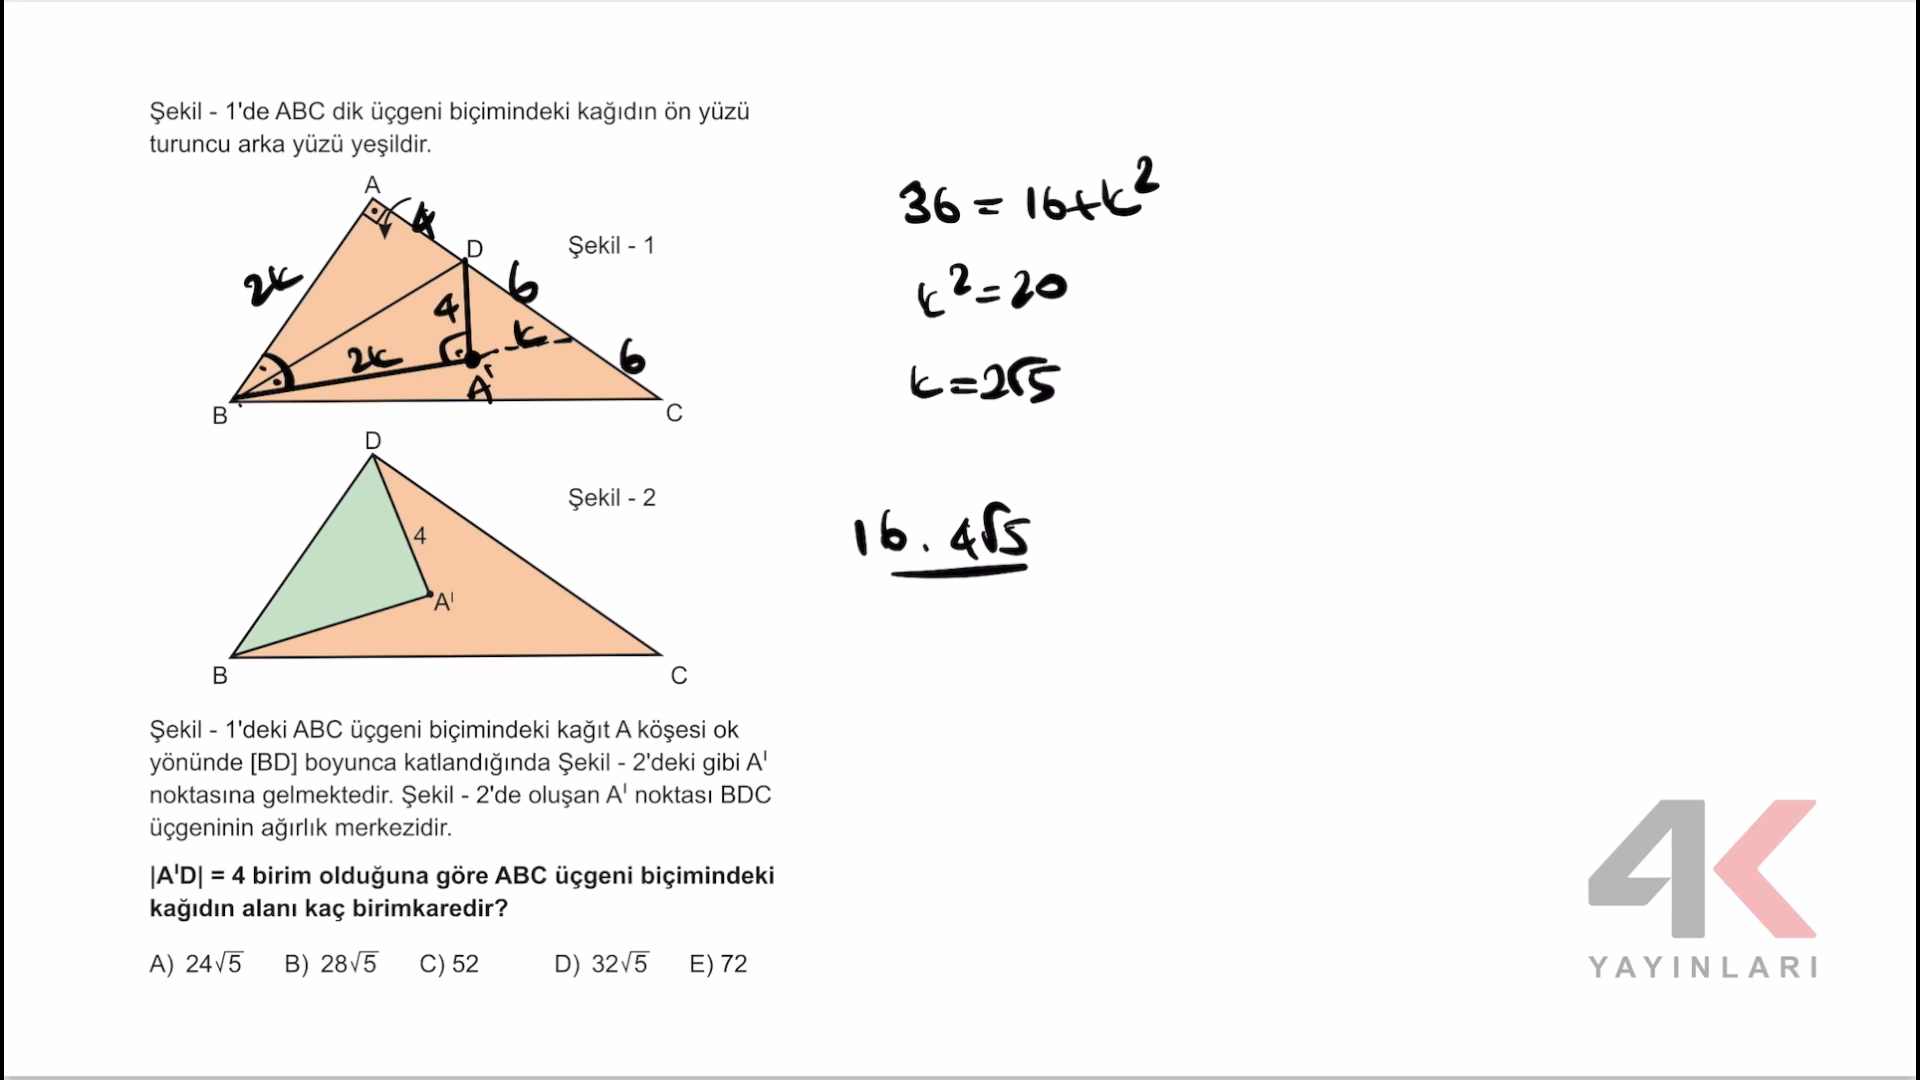 Şekil - 1'de ABC dik üçgeni biçimindeki kağıdın ön yüzü
turuncu arka yüzü yeşildir.
A
4
D
Şekil - 1
2k
6
4
k
2k
6
A'
B
C
D
Şekil - 2
4
A'
B
C
36 = 16+k²
k²=20
k=2√5
16 . 4√5
Şekil - 1'deki ABC üçgeni biçimindeki kağıt A köşesi ok
yönünde [BD] boyunca katlandığında Şekil - 2'deki gibi A'
noktasına gelmektedir. Şekil - 2'de oluşan A' noktası BDC
üçgeninin ağırlık merkezidir.
|A'D| = 4 birim olduğuna göre ABC üçgeni biçimindeki
kağıdın alanı kaç birimkaredir?
A) 24√5 B) 28√5 C) 52 D) 32√5 E) 72
4K
YAYINLARI